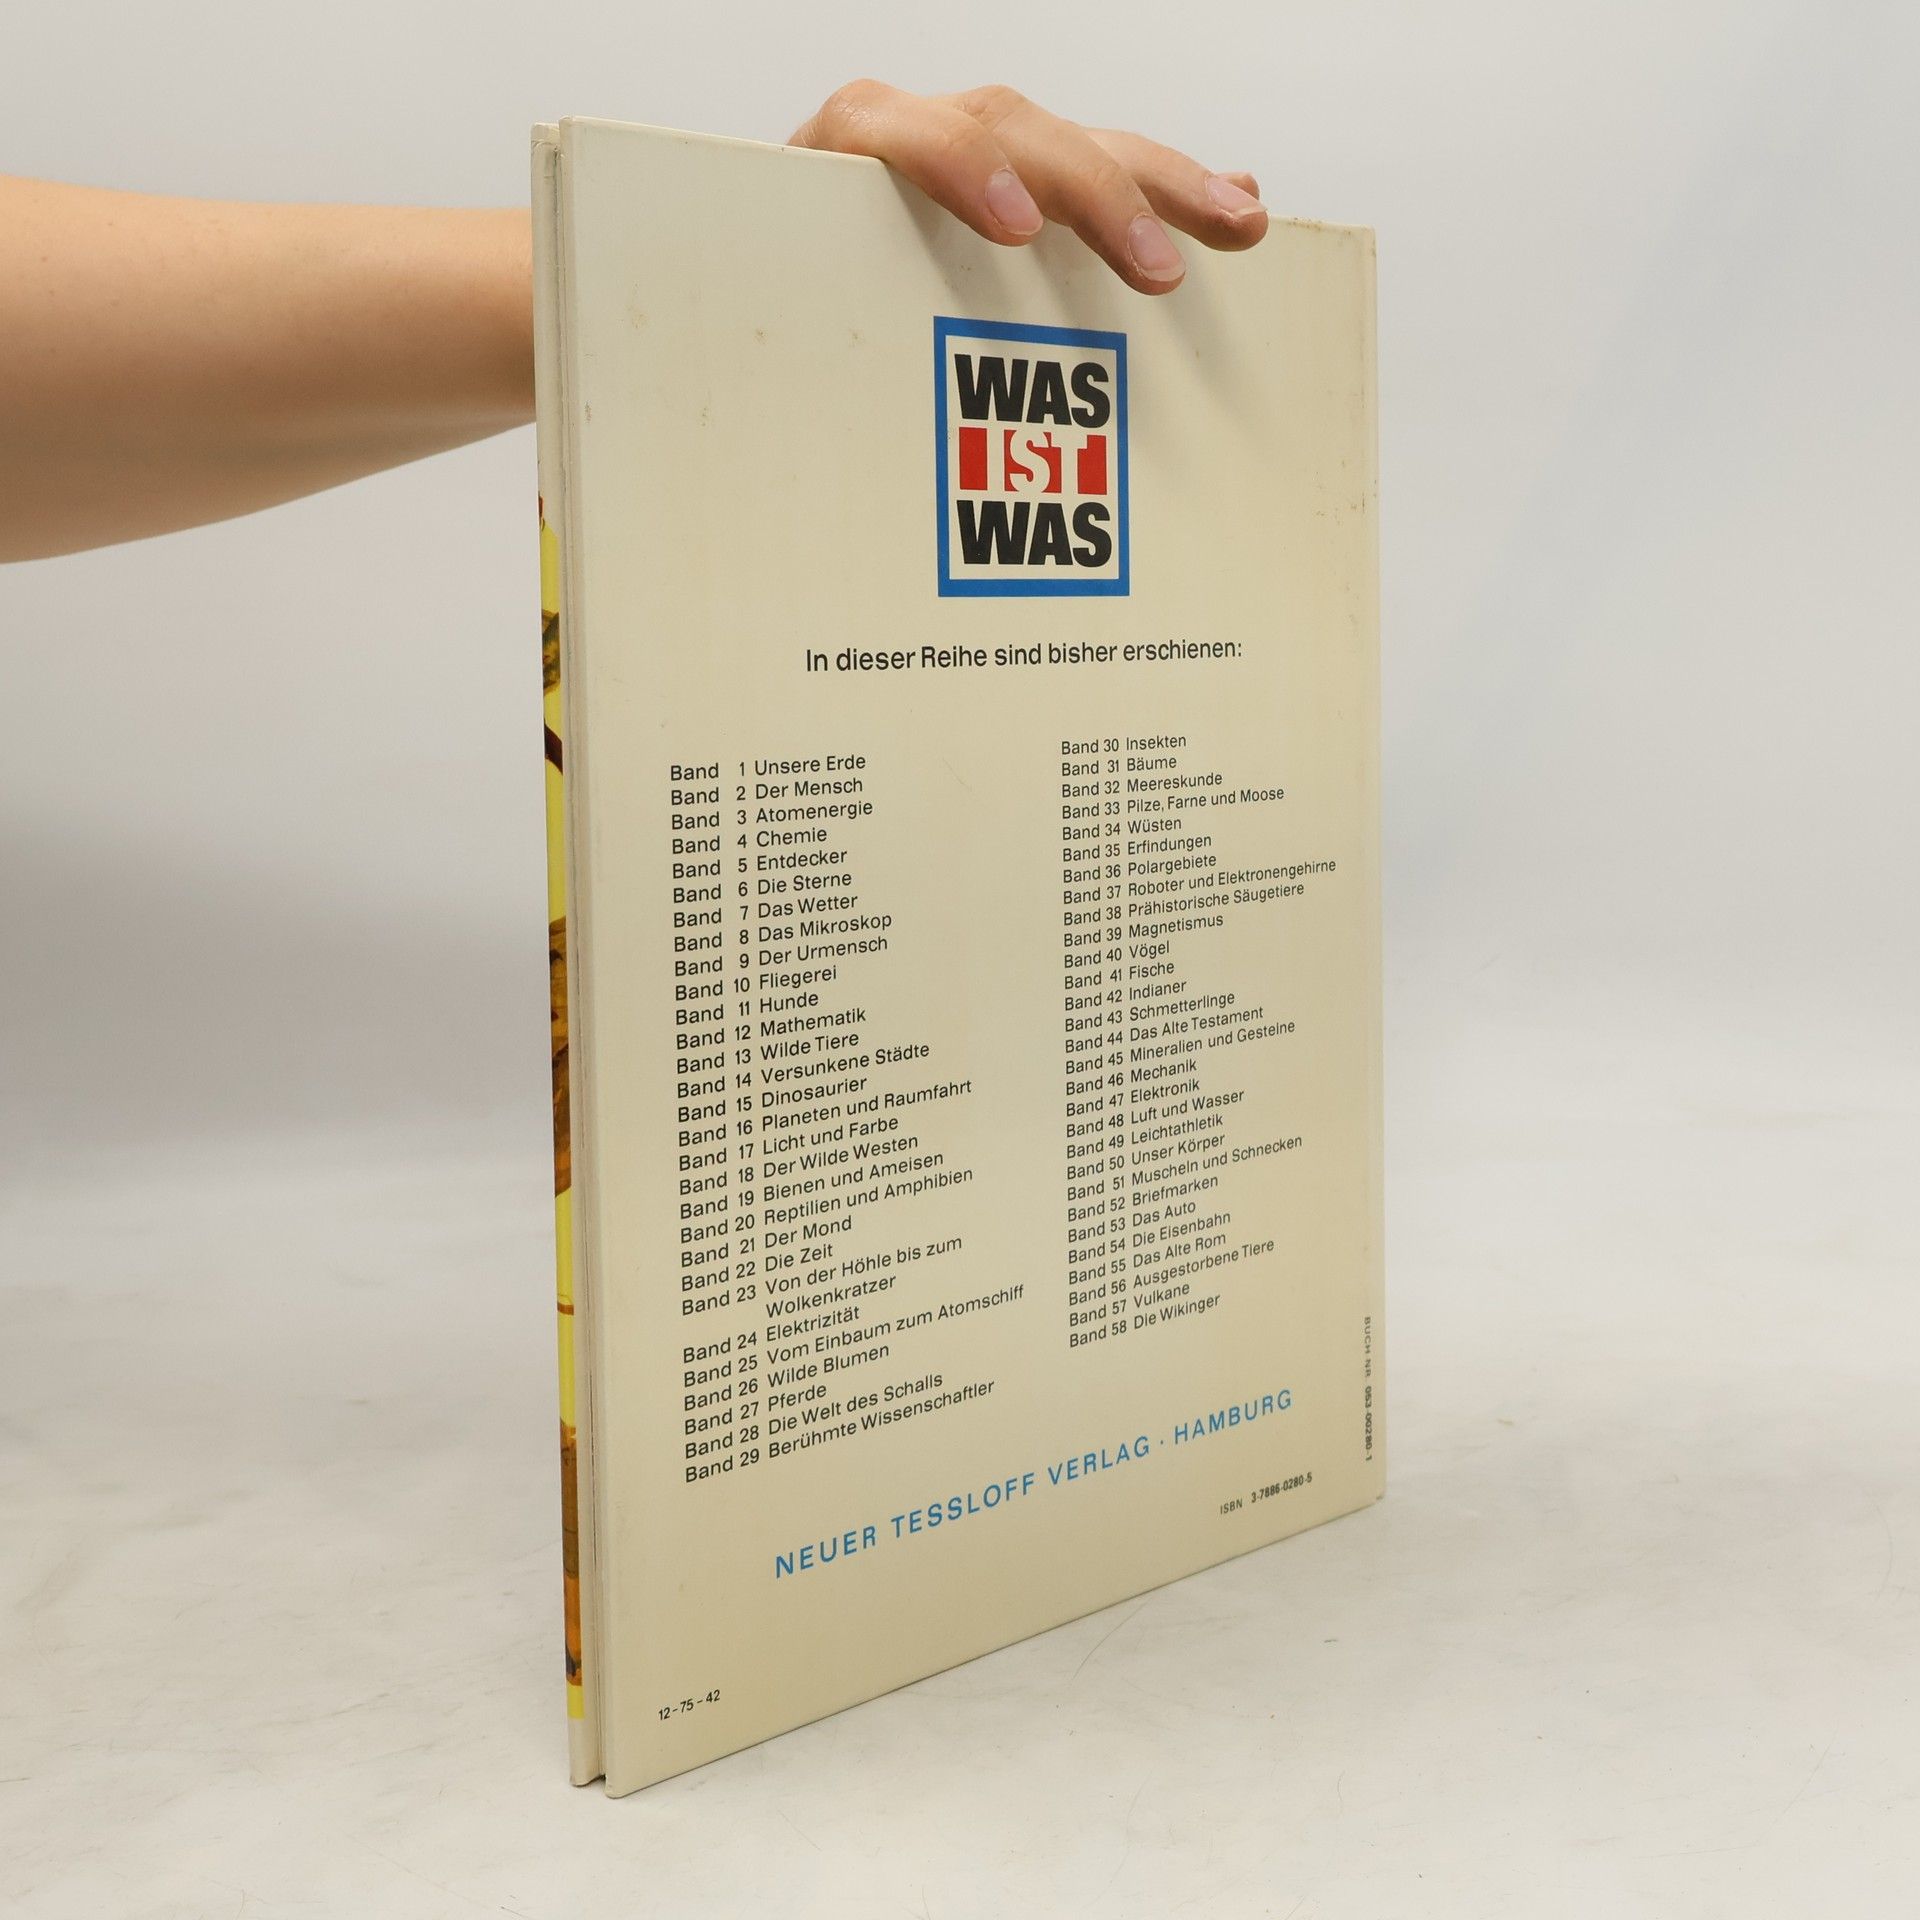 WAS
IST
WAS
In dieser Reihe sind bisher erschienen:
Band 1 Unsere Erde
Band 2 Der Mensch
Band 3 Atomenergie
Band 4 Chemie
Band 5 Entdecker
Band 6 Die Sterne
Band 7 Das Wetter
Band 8 Das Mikroskop
Band 9 Der Urmensch
Band 10 Fliegerei
Band 11 Hunde
Band 12 Mathematik
Band 13 Wilde Tiere
Band 14 Versunkene Städte
Band 15 Dinosaurier
Band 16 Planeten und Raumfahrt
Band 17 Licht und Farbe
Band 18 Der Wilde Westen
Band 19 Bienen und Ameisen
Band 20 Reptilien und Amphibien
Band 21 Der Mond
Band 22 Die Zeit
Band 23 Von der Höhle bis zum
Wolkenkratzer
Band 24 Elektrizität
Band 25 Vom Einbaum zum Atomschiff
Band 26 Wilde Blumen
Band 27 Pferde
Band 28 Die Welt des Schalls
Band 29 Berühmte Wissenschaftler
Band 30 Insekten
Band 31 Bäume
Band 32 Meereskunde
Band 33 Pilze, Farne und Moose
Band 34 Wüsten
Band 35 Erfindungen
Band 36 Polargebiete
Band 37 Roboter und Elektronengehirne
Band 38 Prähistorische Säugetiere
Band 39 Magnetismus
Band 40 Vögel
Band 41 Fische
Band 42 Indianer
Band 43 Schmetterlinge
Band 44 Das Alte Testament
Band 45 Mineralien und Gesteine
Band 46 Mechanik
Band 47 Elektronik
Band 48 Luft und Wasser
Band 49 Leichtathletik
Band 50 Unser Körper
Band 51 Muscheln und Schnecken
Band 52 Briefmarken
Band 53 Das Auto
Band 54 Die Eisenbahn
Band 55 Das Alte Rom
Band 56 Ausgestorbene Tiere
Band 57 Vulkane
Band 58 Die Wikinger
NEUER TESSLOFF VERLAG · HAMBURG
ISBN 3-7886-0280-5
BUCH NR. 053-00280-1
12-75-42